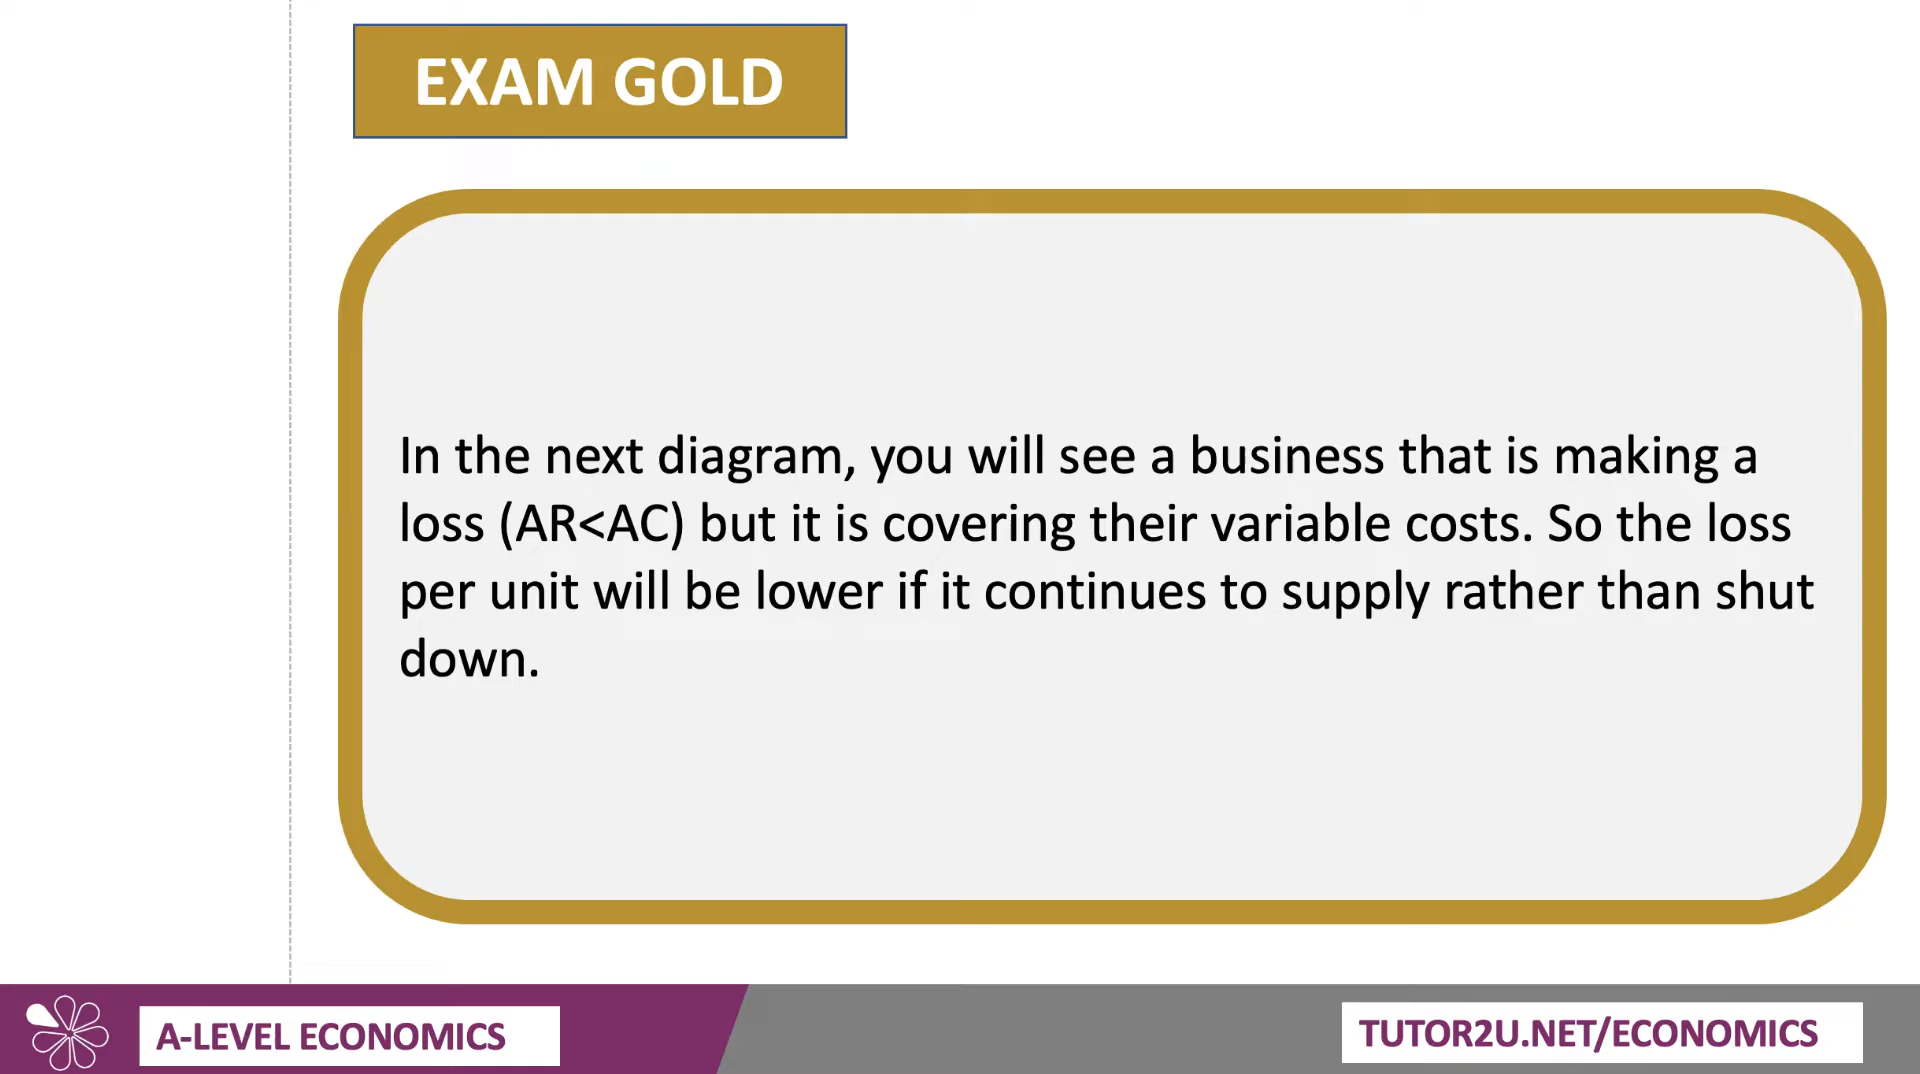 EXAM GOLD
In the next diagram, you will see a business that is making a
loss (AR<AC) but it is covering their variable costs. So the loss
per unit will be lower if it continues to supply rather than shut
down.
A-LEVEL ECONOMICS
TUTOR2U.NET/ECONOMICS